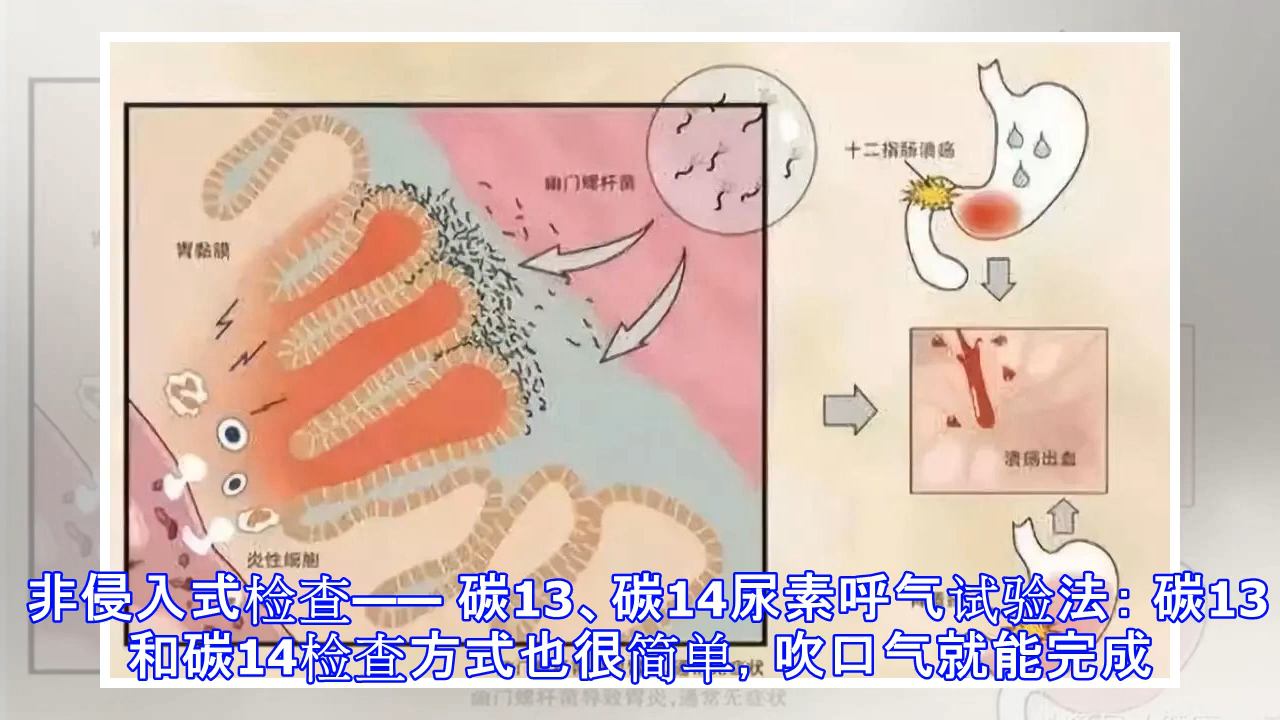 十二指肠溃疡
幽门螺杆菌
胃黏膜
溃疡出血
炎性细胞
非侵入式检查—— 碳13、碳14尿素呼气试验法：碳13
和碳14检查方式也很简单，吹口气就能完成
幽门螺杆菌导致胃炎，通常无症状